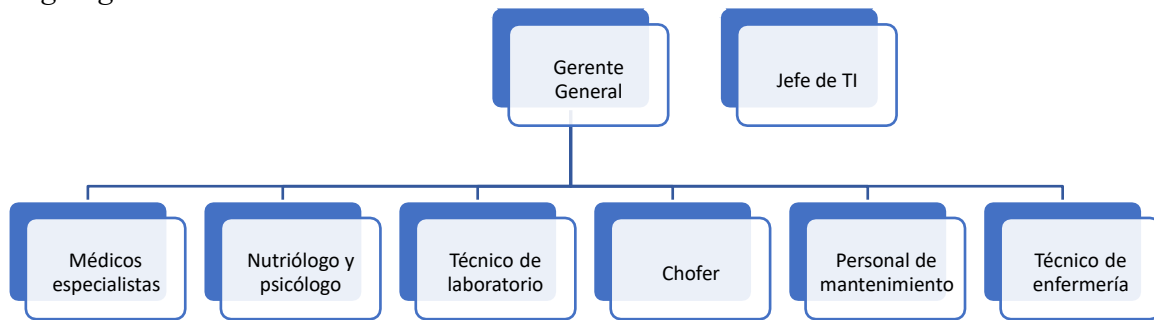 Gerente
General
Jefe de TI
Médicos
especialistas
Nutriólogo y
psicólogo
Técnico de
laboratorio
Chofer
Personal de
mantenimiento
Técnico de
enfermería